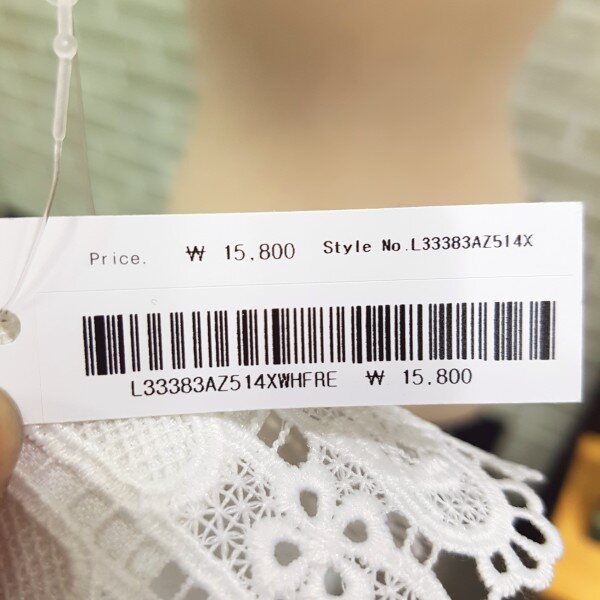 Price. ₩ 15,800 Style No.L33383AZ514X
L33383AZ514XWHFRE ₩ 15,800